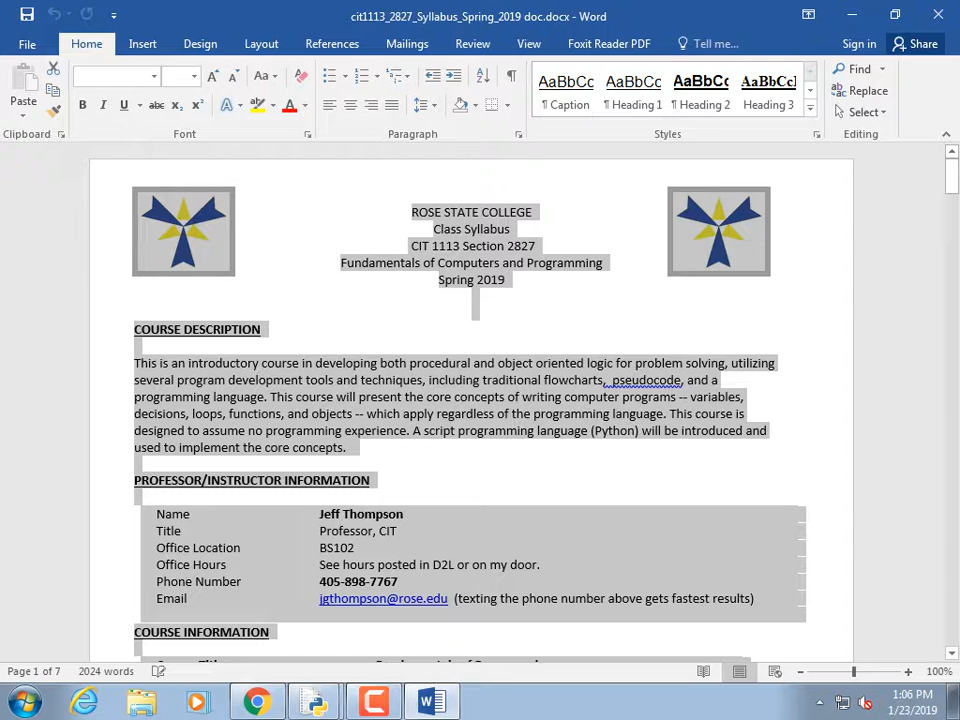 cit1113_2827_Syllabus_Spring_2019 doc.docx - Word
File Home Insert Design Layout References Mailings Review View Foxit Reader PDF Tell me... Sign in Share
Paste
Clipboard
Aa
B I U abc x₂ x² A A
Font
Paragraph
AaBbCc AaBbCc AaBbCc AaBbCcI
¶ Caption ¶ Heading 1 ¶ Heading 2 Heading 3
Styles
Find
Replace
Select
Editing
ROSE STATE COLLEGE
Class Syllabus
CIT 1113 Section 2827
Fundamentals of Computers and Programming
Spring 2019
COURSE DESCRIPTION
This is an introductory course in developing both procedural and object oriented logic for problem solving, utilizing
several program development tools and techniques, including traditional flowcharts,  pseudocode, and a
programming language. This course will present the core concepts of writing computer programs -- variables,
decisions, loops, functions, and objects -- which apply regardless of the programming language. This course is
designed to assume no programming experience. A script programming language (Python) will be introduced and
used to implement the core concepts.
PROFESSOR/INSTRUCTOR INFORMATION
Name Jeff Thompson
Title Professor, CIT
Office Location BS102
Office Hours See hours posted in D2L or on my door.
Phone Number 405-898-7767
Email jgthompson@rose.edu (texting the phone number above gets fastest results)
COURSE INFORMATION
Page 1 of 7 2024 words 100%
1:06 PM
1/23/2019